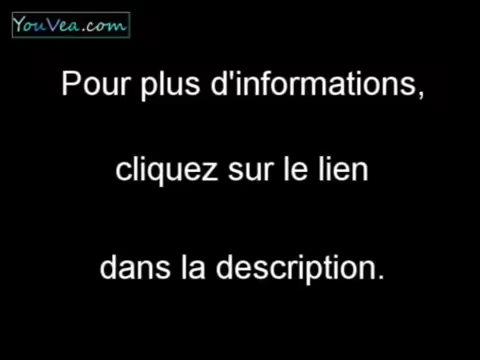 YouVea.com
Pour plus d'informations,
cliquez sur le lien
dans la description.